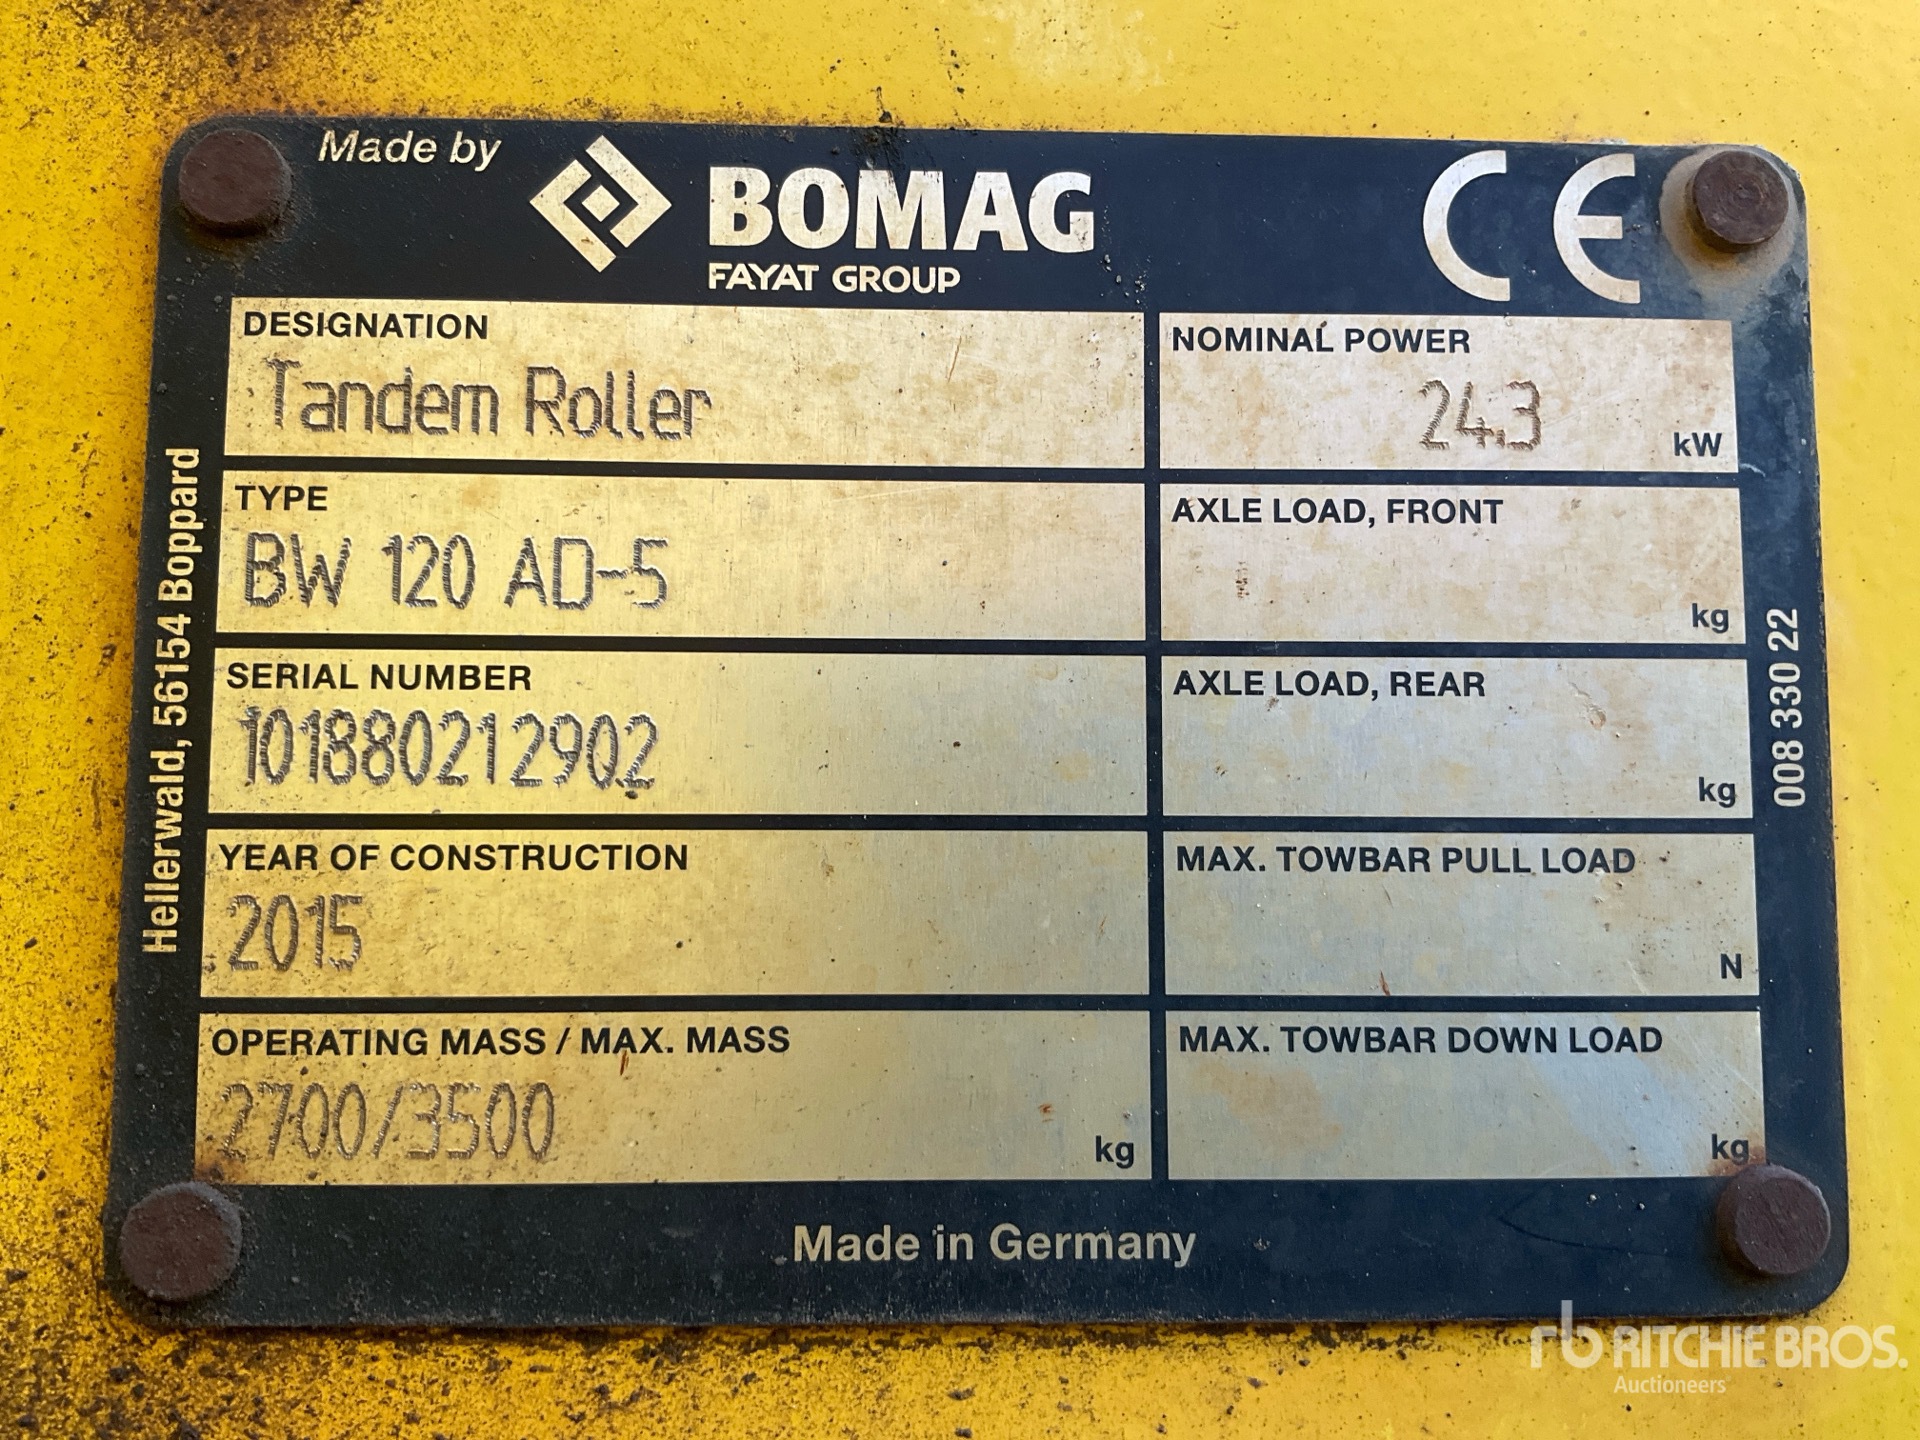 Made by
BOMAG
FAYAT GROUP
CE
DESIGNATION
Tandem Roller
NOMINAL POWER
24.3 kW
TYPE
BW 120 AD-5
AXLE LOAD, FRONT
kg
SERIAL NUMBER
101880212902
AXLE LOAD, REAR
kg
YEAR OF CONSTRUCTION
2015
MAX. TOWBAR PULL LOAD
N
OPERATING MASS / MAX. MASS
2700/3500 kg
MAX. TOWBAR DOWN LOAD
kg
Made in Germany
Hellerwald, 56154 Boppard
008 330 22
rb RITCHIE BROS.
Auctioneers